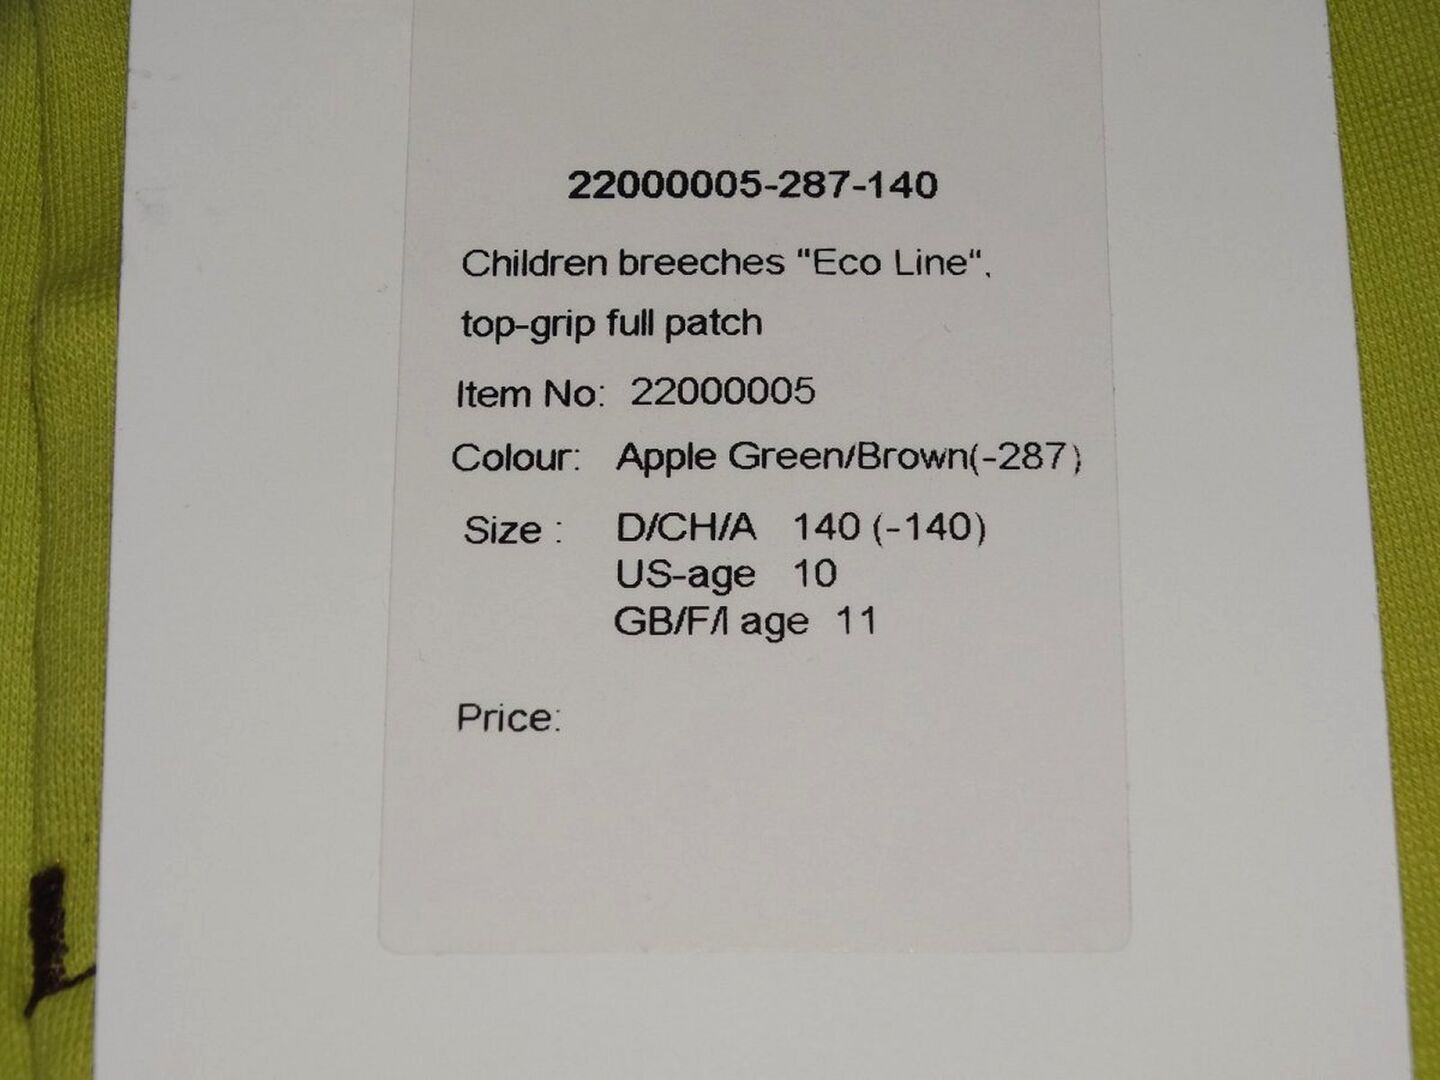 22000005-287-140
Children breeches "Eco Line",
top-grip full patch
Item No: 22000005
Colour: Apple Green/Brown(-287)
Size : D/CH/A 140 (-140)
US-age 10
GB/F/I age 11
Price: